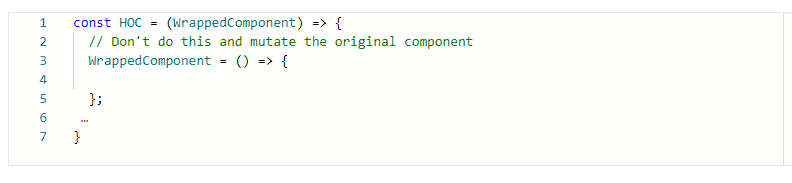 1 const HOC = (WrappedComponent) => {
2 // Don't do this and mutate the original component
3 WrappedComponent = () => {
4
5 };
6 …
7 }